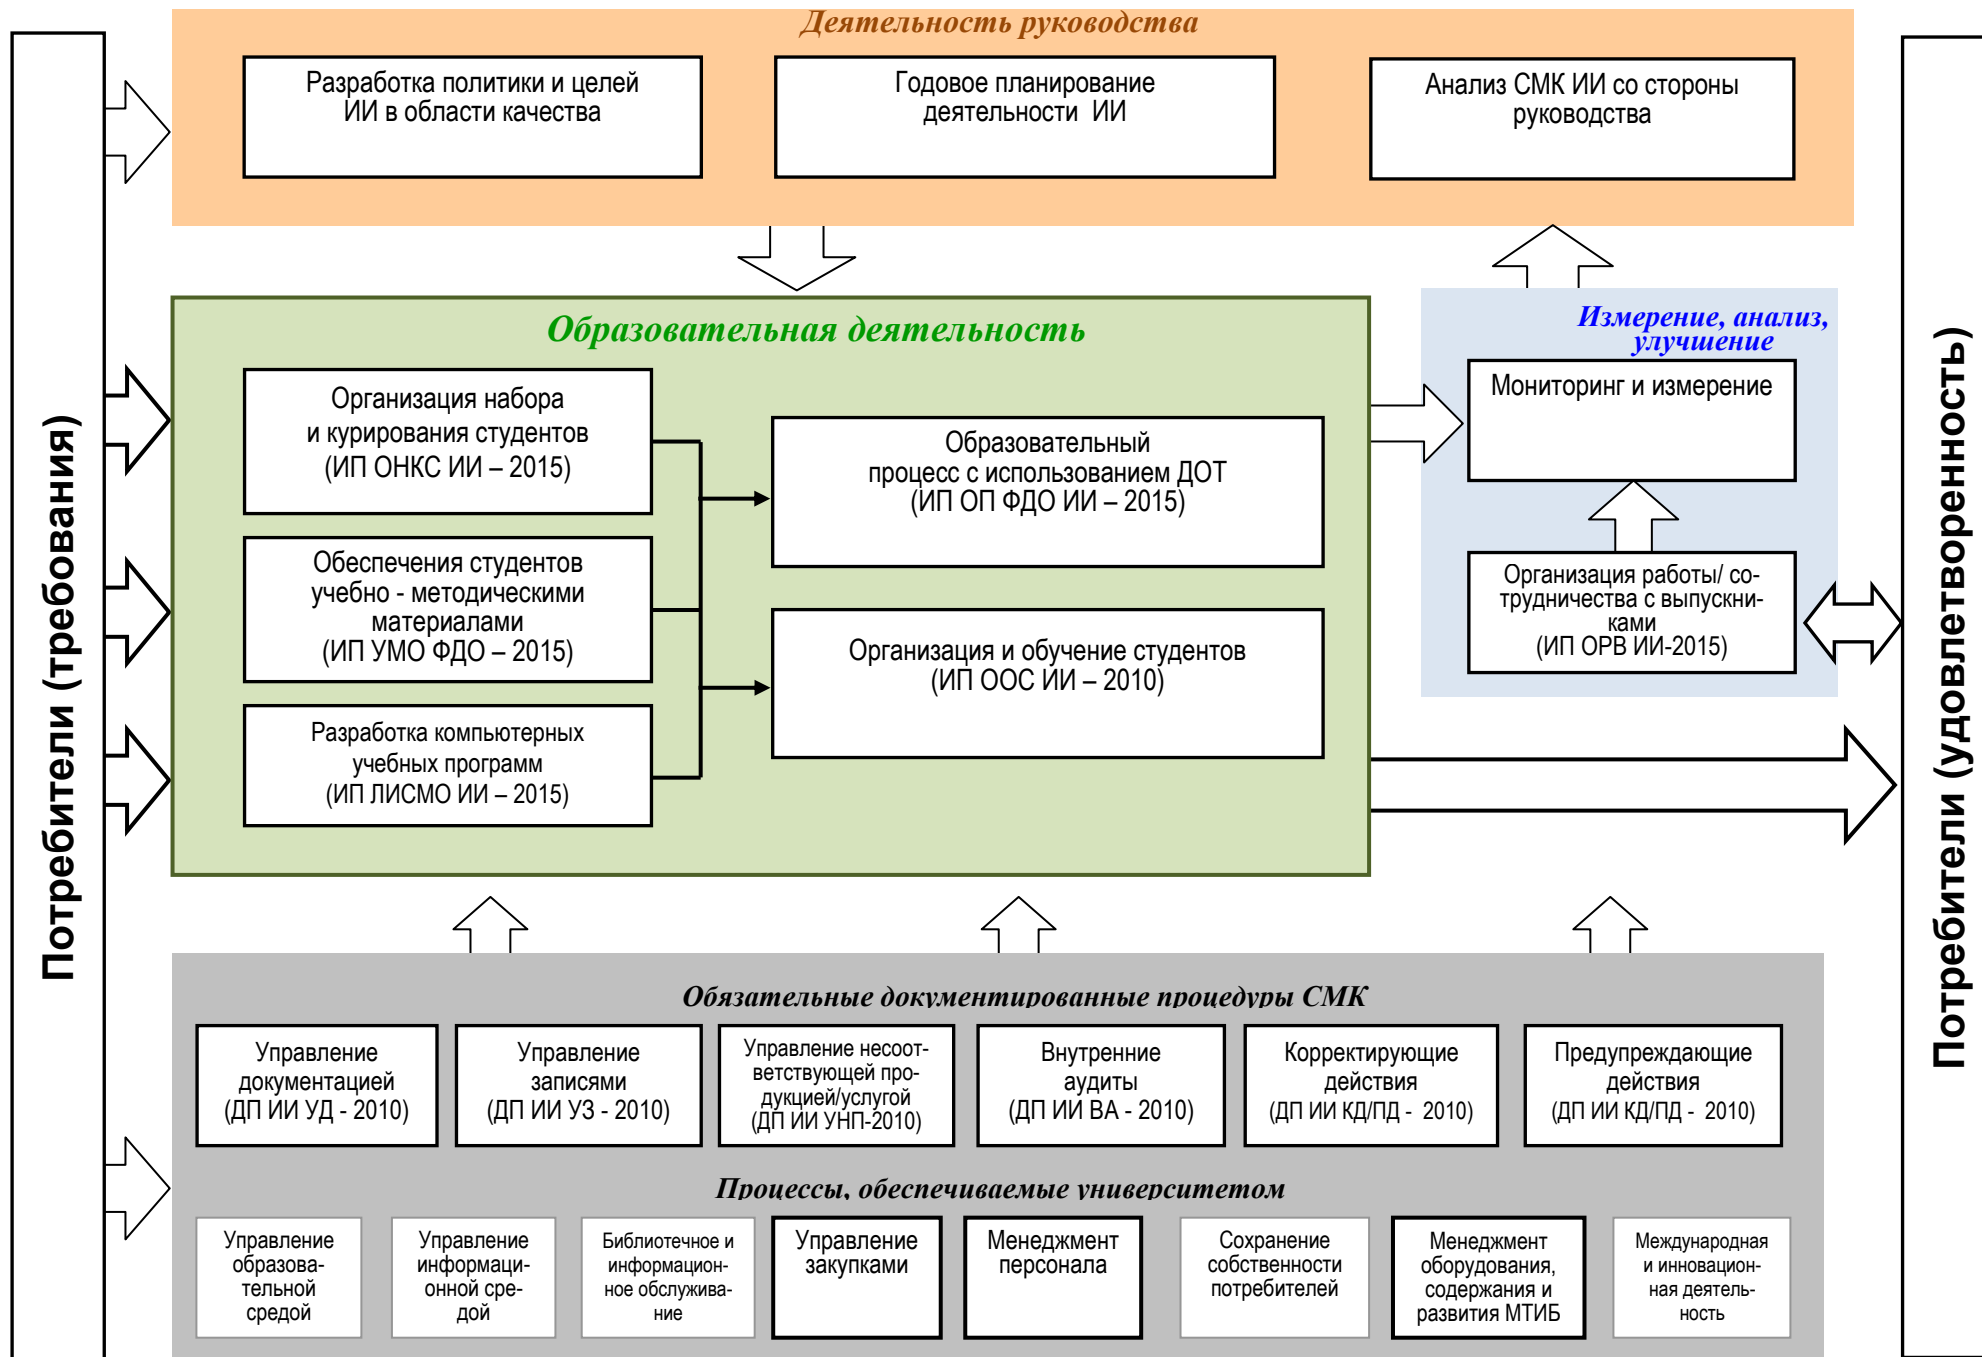 Деятельность руководства
Разработка политики и целей
ИИ в области качества
Годовое планирование
деятельности ИИ
Анализ СМК ИИ со стороны
руководства
Потребители (требования)
Образовательная деятельность
Организация набора
и курирования студентов
(ИП ОНКС ИИ – 2015)
Обеспечения студентов
учебно - методическими
материалами
(ИП УМО ФДО – 2015)
Разработка компьютерных
учебных программ
(ИП ЛИСМО ИИ – 2015)
Образовательный
процесс с использованием ДОТ
(ИП ОП ФДО ИИ – 2015)
Организация и обучение студентов
(ИП ООС ИИ – 2010)
Измерение, анализ,
улучшение
Мониторинг и измерение
Организация работы/ со-
трудничества с выпускни-
ками
(ИП ОРВ ИИ-2015)
Потребители (удовлетворенность)
Обязательные документированные процедуры СМК
Управление
документацией
(ДП ИИ УД - 2010)
Управление
записями
(ДП ИИ УЗ - 2010)
Управление несоот-
ветствующей про-
дукцией/услугой
(ДП ИИ УНП-2010)
Внутренние
аудиты
(ДП ИИ ВА - 2010)
Корректирующие
действия
(ДП ИИ КД/ПД - 2010)
Предупреждающие
действия
(ДП ИИ КД/ПД - 2010)
Процессы, обеспечиваемые университетом
Управление
образова-
тельной
средой
Управление
информаци-
онной сре-
дой
Библиотечное и
информацион-
ное обслужива-
ние
Управление
закупками
Менеджмент
персонала
Сохранение
собственности
потребителей
Менеджмент
оборудования,
содержания и
развития МТИБ
Международная
и инновацион-
ная деятель-
ность